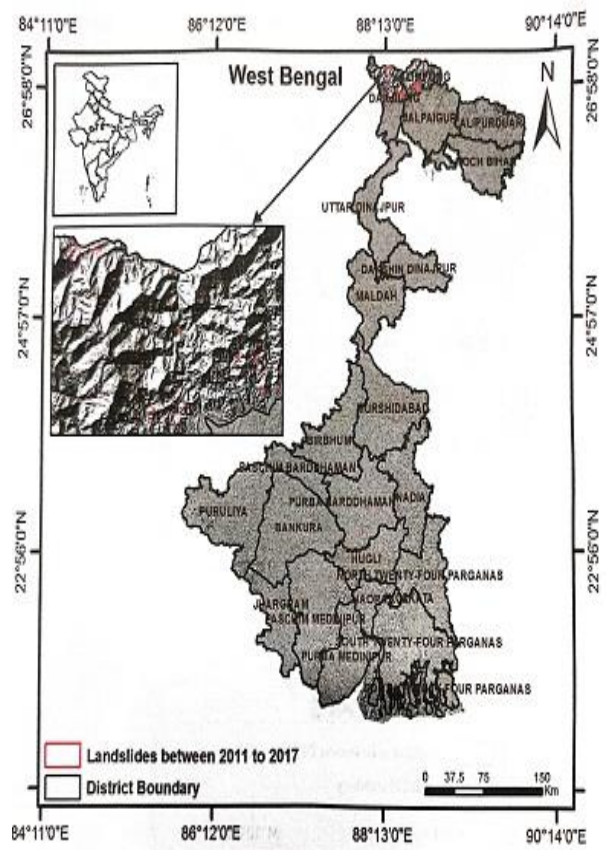 84°11'0"E 86°12'0"E 88°13'0"E 90°14'0"E
26°58'0"N
26°58'0"N
West Bengal
N
JALPAIGURI
ALIPURDUAR
KOCH BIHAR
UTTAR DINAJPUR
DAKSHIN DINAJPUR
MALDAH
24°57'0"N
24°57'0"N
MURSHIDABAD
BIRBHUM
PASCHIM BARDDHAMAN
PURBA BARDDHAMAN
NADIA
PURULIYA
BANKURA
22°56'0"N
22°56'0"N
HUGLI
NORTH TWENTY-FOUR PARGANAS
JHARGRAM
PASCHIM MEDINIPUR
SOUTH TWENTY-FOUR PARGANAS
PURBA MEDINIPUR
FOUR PARGANAS
Landslides between 2011 to 2017
District Boundary
0 37.5 75 150
Km
84°11'0"E 86°12'0"E 88°13'0"E 90°14'0"E